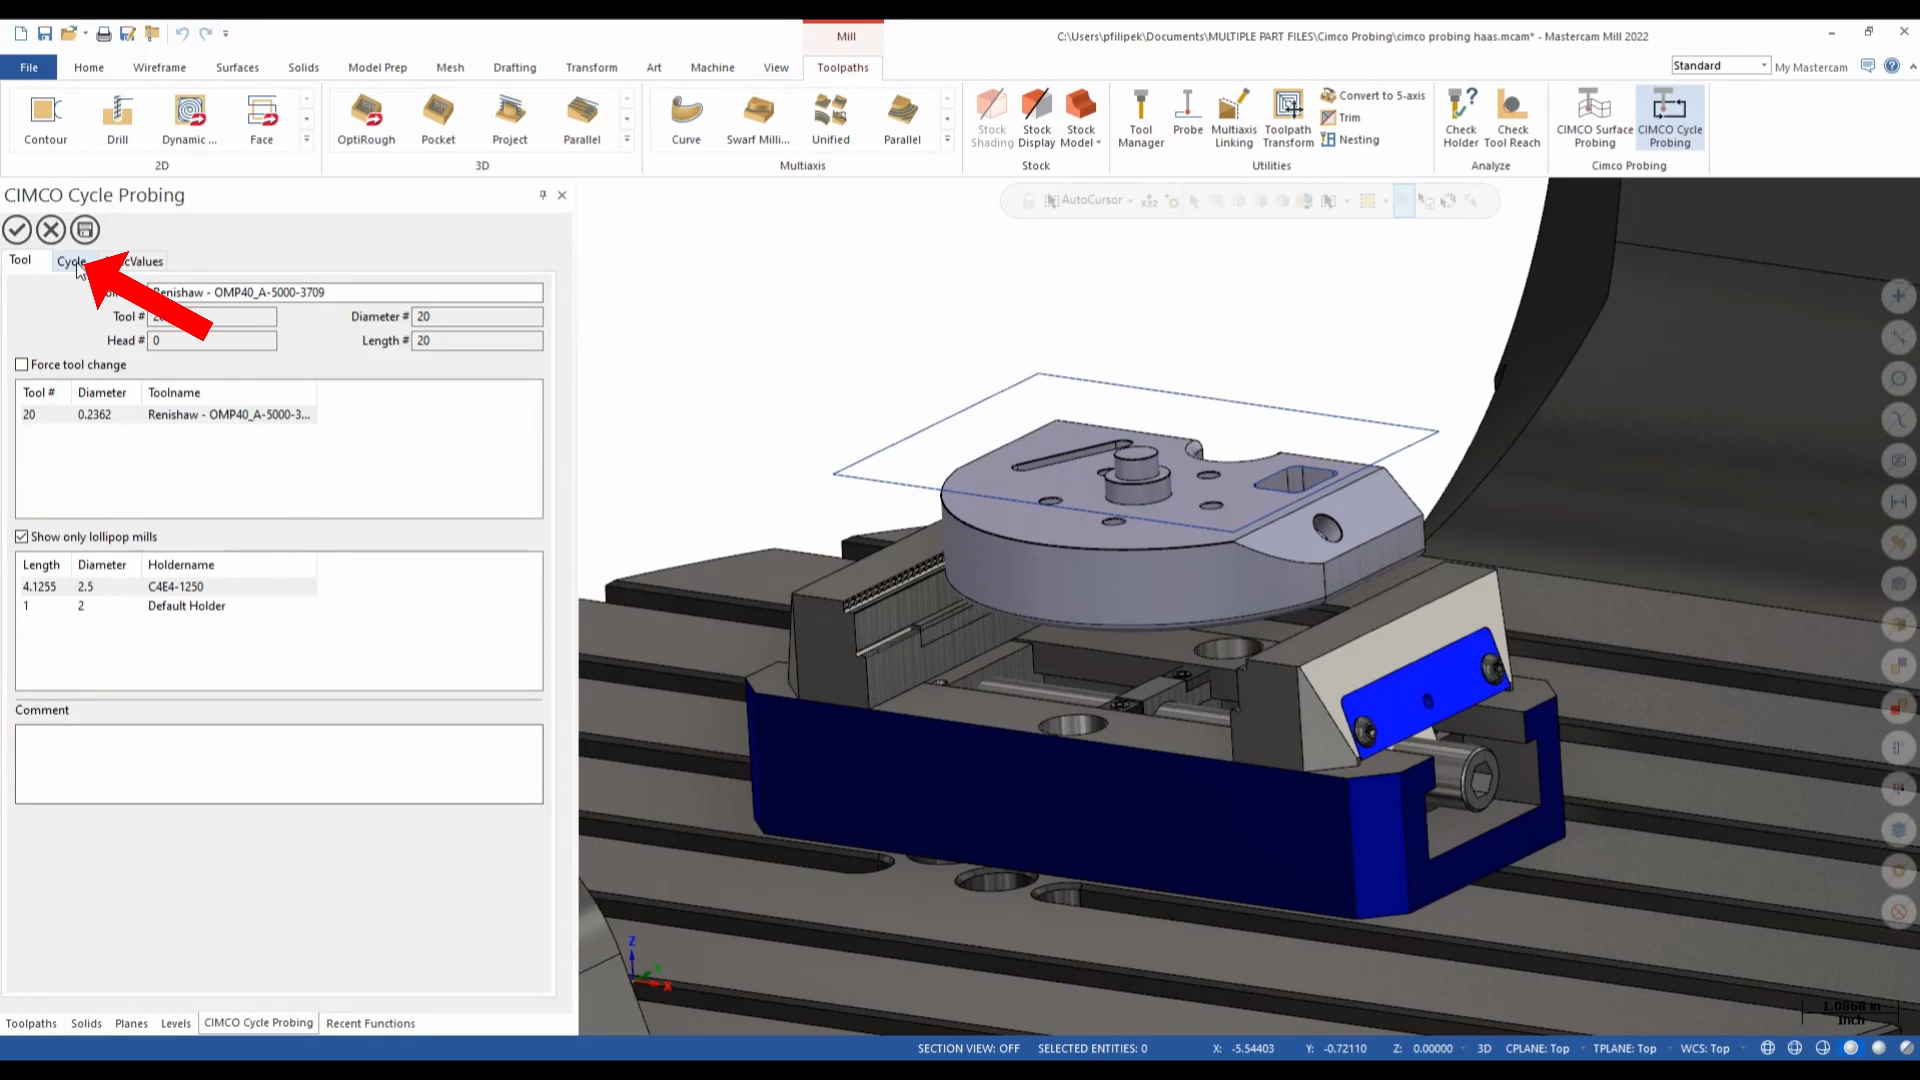 Mill
C:\Users\pfilipek\Documents\MULTIPLE PART FILES\Cimco Probing\cimco probing haas.mcam* - Mastercam Mill 2022
File Home Wireframe Surfaces Solids Model Prep Mesh Drafting Transform Art Machine View Toolpaths
Standard My Mastercam
Contour Drill Dynamic ... Face
2D
OptiRough Pocket Project Parallel
3D
Curve Swarf Milli... Unified Parallel
Multiaxis
Stock Shading Stock Display Stock Model
Stock
Tool Manager Probe Multiaxis Linking Toolpath Transform
Convert to 5-axis
Trim
Nesting
Utilities
Check Holder Check Tool Reach
Analyze
CIMCO Surface Probing CIMCO Cycle Probing
Cimco Probing
CIMCO Cycle Probing
AutoCursor
Tool Cycle cValues
Renishaw - OMP40_A-5000-3709
Tool # Diameter # 20
Head # 0 Length # 20
Force tool change
Tool # Diameter Toolname
20 0.2362 Renishaw - OMP40_A-5000-3...
Show only lollipop mills
Length Diameter Holdername
4.1255 2.5 C4E4-1250
1 2 Default Holder
Comment
Z
Y
X
1.0868 in
Inch
Toolpaths Solids Planes Levels CIMCO Cycle Probing Recent Functions
SECTION VIEW: OFF SELECTED ENTITIES: 0 X: -5.54403 Y: -0.72110 Z: 0.00000 3D CPLANE: Top TPLANE: Top WCS: Top